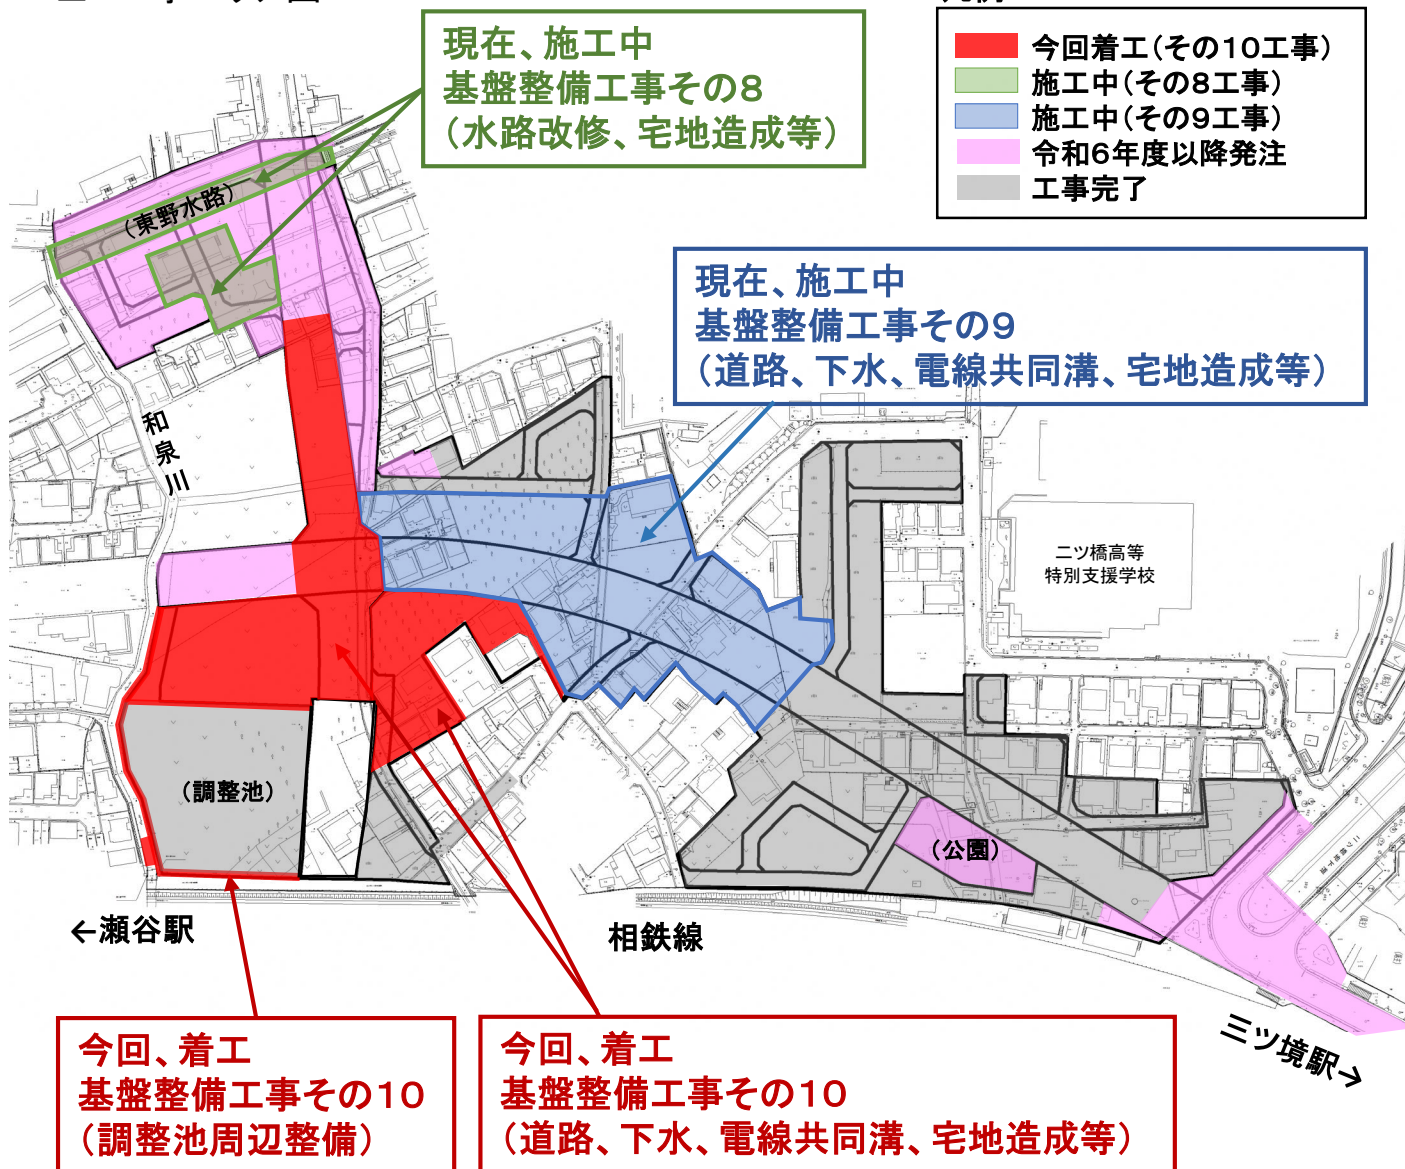 現在、施工中
基盤整備工事その8
（水路改修、宅地造成等）
今回着工（その10工事）
施工中（その8工事）
施工中（その9工事）
令和6年度以降発注
工事完了
（東野水路）
現在、施工中
基盤整備工事その9
（道路、下水、電線共同溝、宅地造成等）
和泉川
二ツ橋高等
特別支援学校
（調整池）
（公園）
←瀬谷駅
相鉄線
三ツ境駅→
今回、着工
基盤整備工事その10
（調整池周辺整備）
今回、着工
基盤整備工事その10
（道路、下水、電線共同溝、宅地造成等）